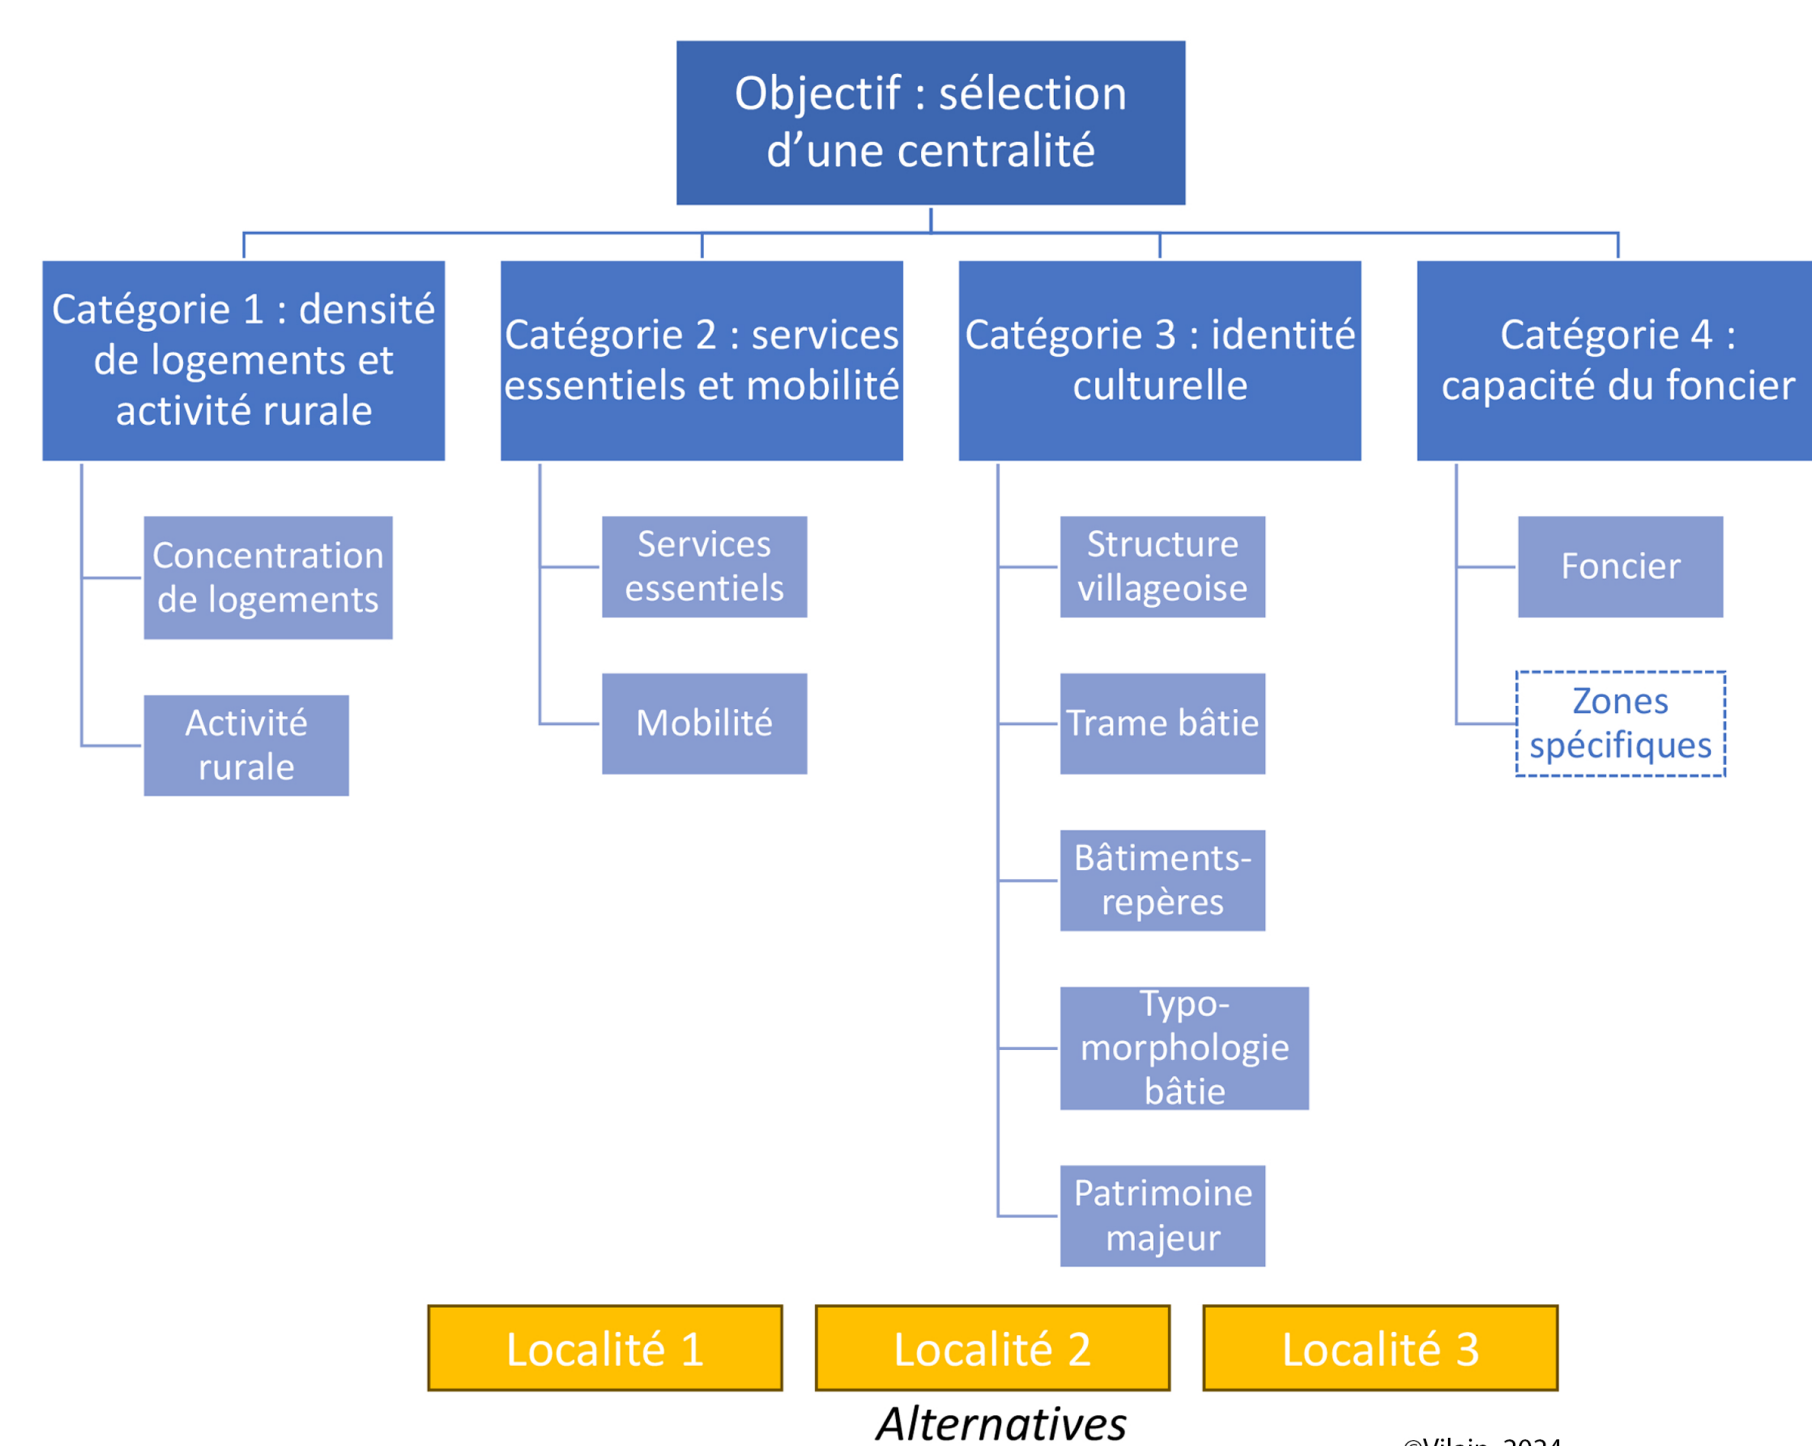 Objectif : sélection
d’une centralité
Catégorie 1 : densité
de logements et
activité rurale
Catégorie 2 : services
essentiels et mobilité
Catégorie 3 : identité
culturelle
Catégorie 4 :
capacité du foncier
Concentration
de logements
Activité
rurale
Services
essentiels
Mobilité
Structure
villageoise
Trame bâtie
Bâtiments-
repères
Typo-
morphologie
bâtie
Patrimoine
majeur
Foncier
Zones
spécifiques
Localité 1
Localité 2
Localité 3
Alternatives
©Vilain, 2024